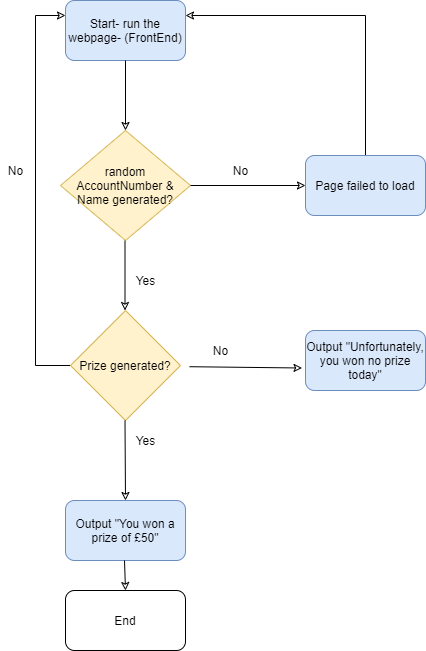 Start- run the
webpage- (FrontEnd)
No
random
AccountNumber &
Name generated?
No
Page failed to load
Yes
Prize generated?
No
Output "Unfortunately,
you won no prize
today"
Yes
Output "You won a
prize of £50"
End